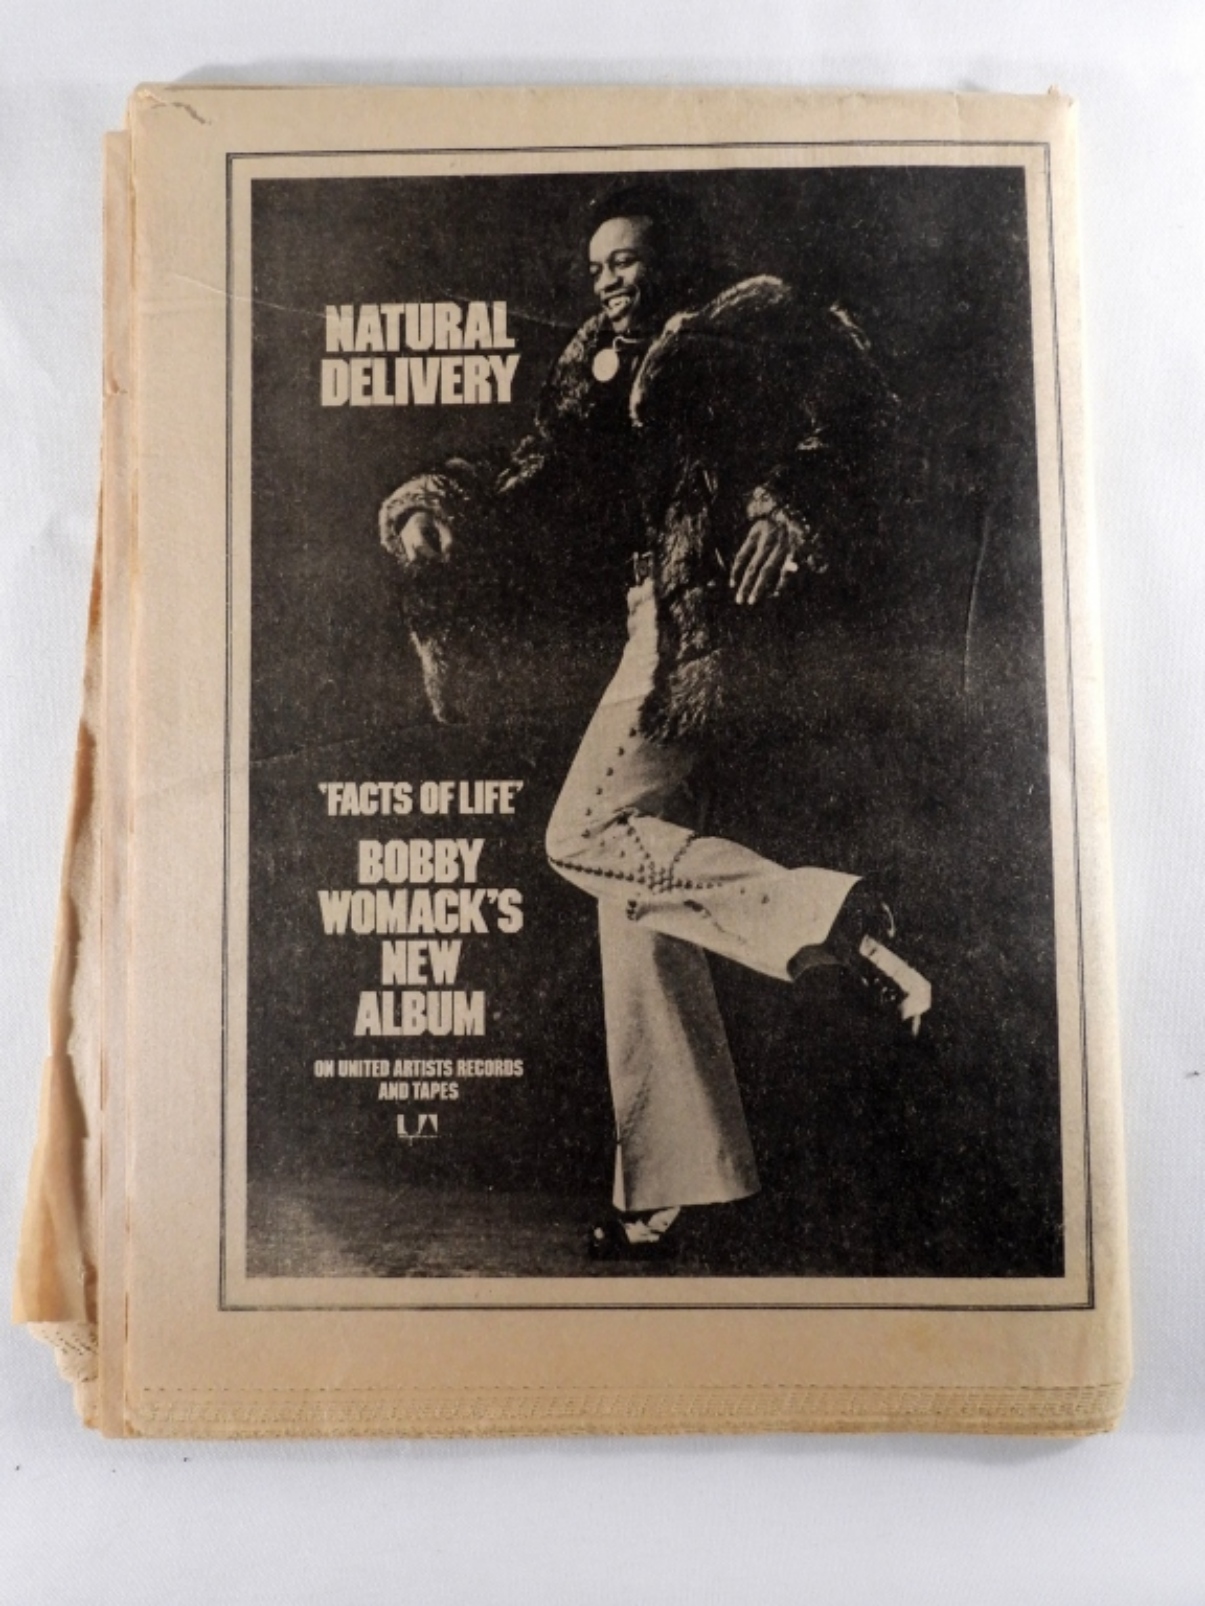 NATURAL
DELIVERY
'FACTS OF LIFE'
BOBBY
WOMACK'S
NEW
ALBUM
ON UNITED ARTISTS RECORDS
AND TAPES
UA